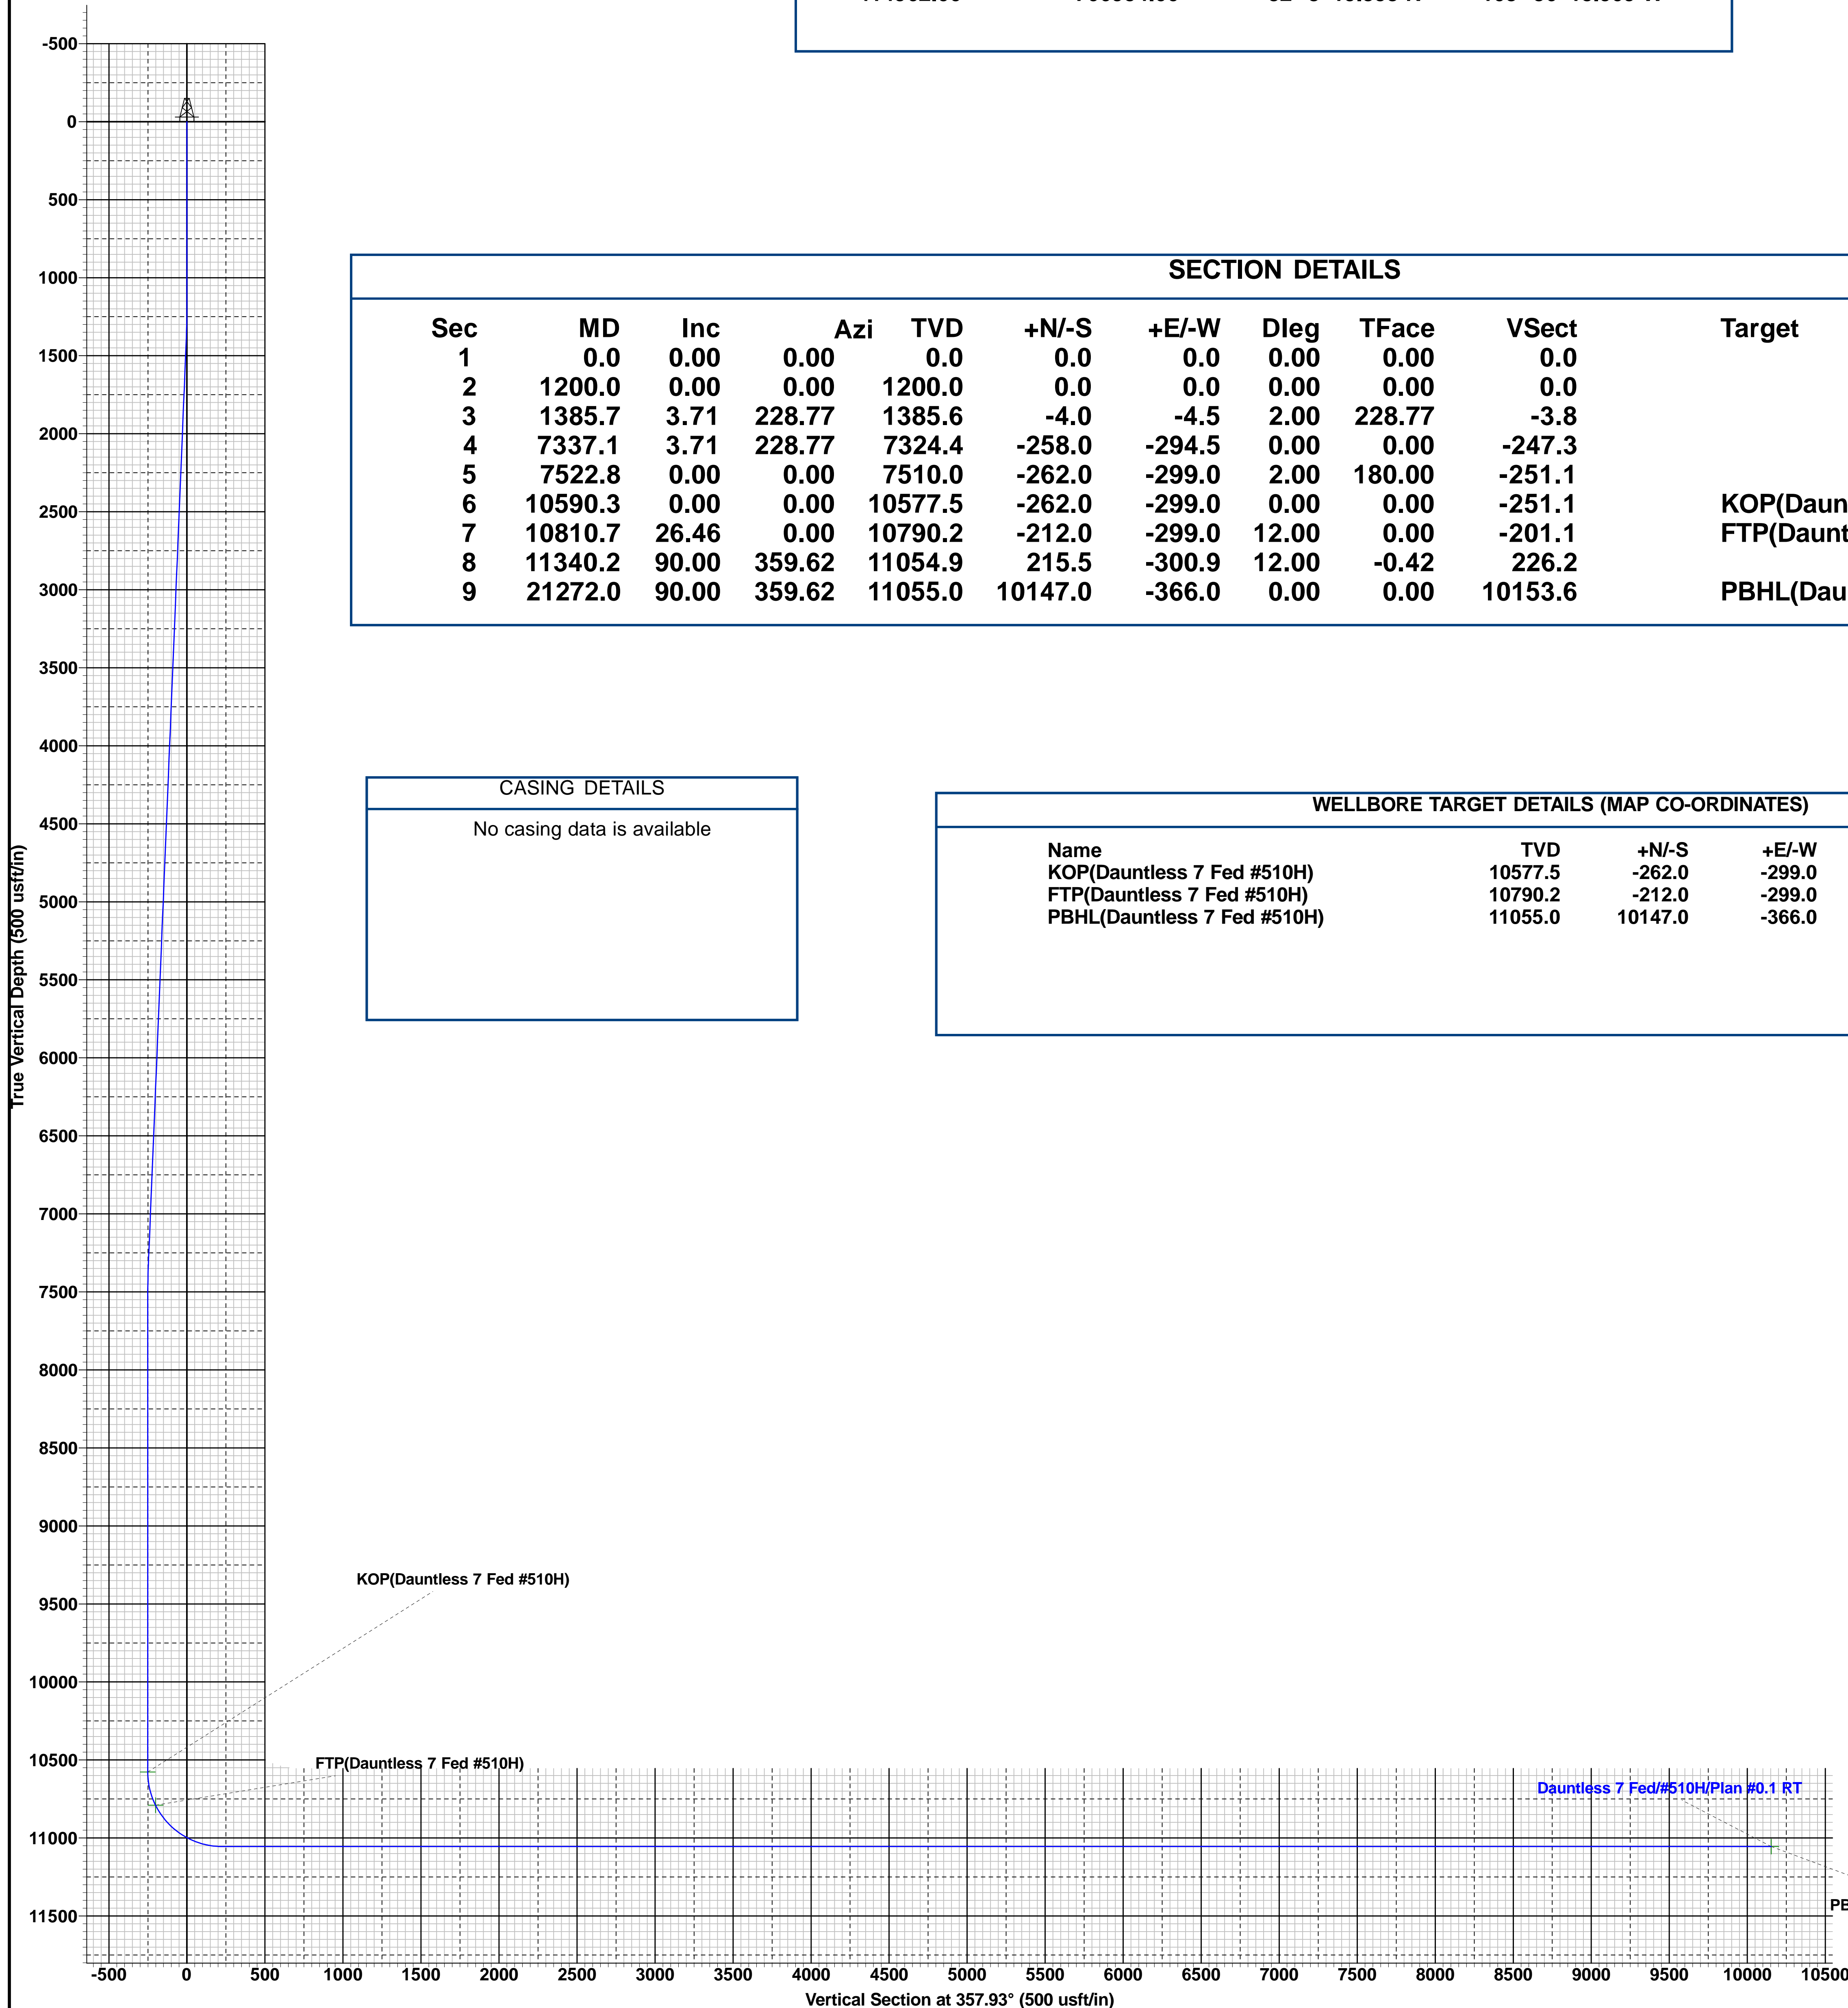 SECTION DETAILS
Sec MD Inc Azi TVD +N/-S +E/-W Dleg TFace VSect Target
1 0.0 0.00 0.00 0.0 0.0 0.0 0.00 0.00 0.0
2 1200.0 0.00 0.00 1200.0 0.0 0.0 0.00 0.00 0.0
3 1385.7 3.71 228.77 1385.6 -4.0 -4.5 2.00 228.77 -3.8
4 7337.1 3.71 228.77 7324.4 -258.0 -294.5 0.00 0.00 -247.3
5 7522.8 0.00 0.00 7510.0 -262.0 -299.0 2.00 180.00 -251.1
6 10590.3 0.00 0.00 10577.5 -262.0 -299.0 0.00 0.00 -251.1 KOP(Daun
7 10810.7 26.46 0.00 10790.2 -212.0 -299.0 12.00 0.00 -201.1 FTP(Daunt
8 11340.2 90.00 359.62 11054.9 215.5 -300.9 12.00 -0.42 226.2
9 21272.0 90.00 359.62 11055.0 10147.0 -366.0 0.00 0.00 10153.6 PBHL(Dau
CASING DETAILS
No casing data is available
WELLBORE TARGET DETAILS (MAP CO-ORDINATES)
Name TVD +N/-S +E/-W
KOP(Dauntless 7 Fed #510H) 10577.5 -262.0 -299.0
FTP(Dauntless 7 Fed #510H) 10790.2 -212.0 -299.0
PBHL(Dauntless 7 Fed #510H) 11055.0 10147.0 -366.0
True Vertical Depth (500 usft/in)
-500
0
500
1000
1500
2000
2500
3000
3500
4000
4500
5000
5500
6000
6500
7000
7500
8000
8500
9000
9500
10000
10500
11000
11500
KOP(Dauntless 7 Fed #510H)
FTP(Dauntless 7 Fed #510H)
Dauntless 7 Fed/#510H/Plan #0.1 RT
PB
-500 0 500 1000 1500 2000 2500 3000 3500 4000 4500 5000 5500 6000 6500 7000 7500 8000 8500 9000 9500 10000 10500
Vertical Section at 357.93° (500 usft/in)